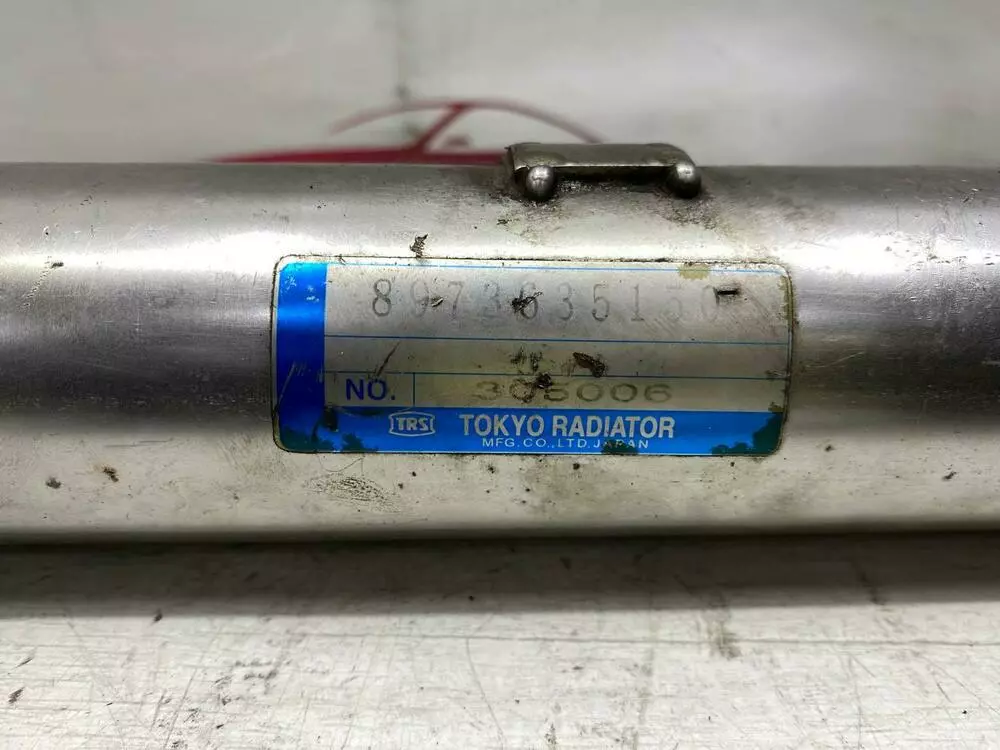 8973635150
NO. 305006
TRS TOKYO RADIATOR
MFG.CO.,LTD.JAPAN